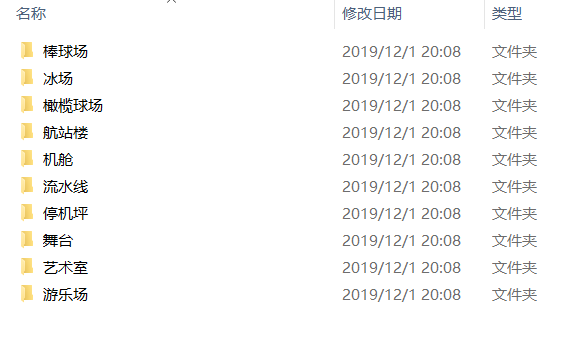 名称 修改日期 类型
棒球场 2019/12/1 20:08 文件夹
冰场 2019/12/1 20:08 文件夹
橄榄球场 2019/12/1 20:08 文件夹
航站楼 2019/12/1 20:08 文件夹
机舱 2019/12/1 20:08 文件夹
流水线 2019/12/1 20:08 文件夹
停机坪 2019/12/1 20:08 文件夹
舞台 2019/12/1 20:08 文件夹
艺术室 2019/12/1 20:08 文件夹
游乐场 2019/12/1 20:08 文件夹